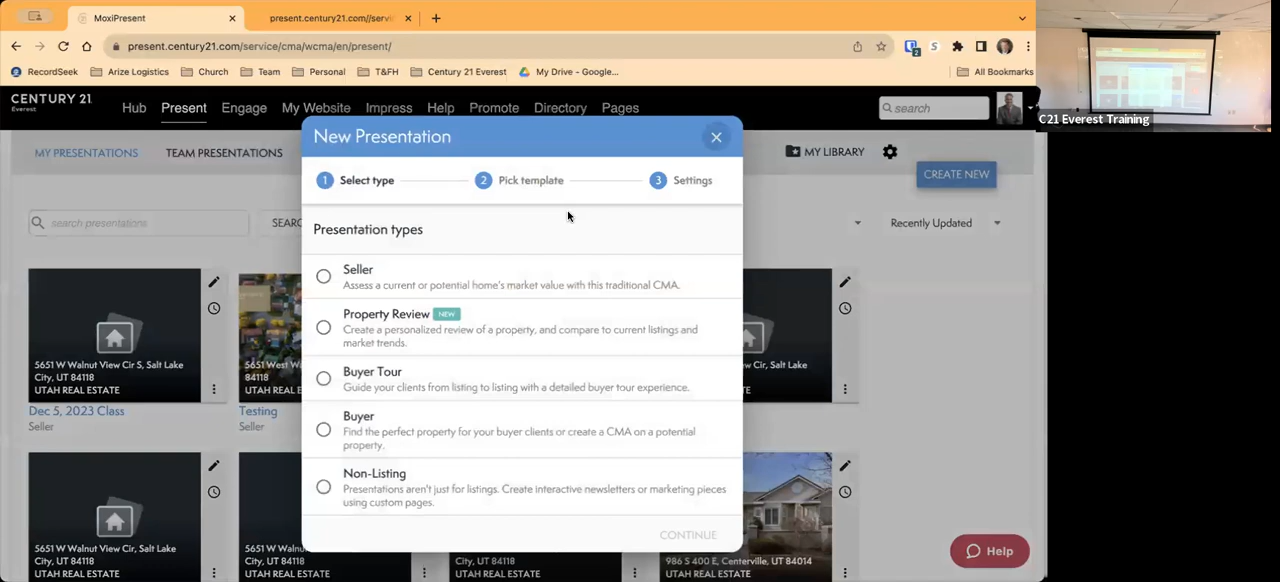 MoxiPresent
present.century21.com//servi
present.century21.com/service/cma/wcma/en/present/
2
S
RecordSeek
Arize Logistics
Church
Team
Personal
T&FH
Century 21 Everest
My Drive - Google...
All Bookmarks
CENTURY 21.
Everest
Hub
Present
Engage
My Website
Impress
Help
Promote
Directory
Pages
search
C21 Everest Training
MY PRESENTATIONS
TEAM PRESENTATIONS
MY LIBRARY
CREATE NEW
search presentations
SEARC
Recently Updated
New Presentation
1 Select type
2 Pick template
3 Settings
Presentation types
Seller
Assess a current or potential home's market value with this traditional CMA.
Property Review NEW
Create a personalized review of a property, and compare to current listings and
market trends.
Buyer Tour
Guide your clients from listing to listing with a detailed buyer tour experience.
Buyer
Find the perfect property for your buyer clients or create a CMA on a potential
property.
Non-Listing
Presentations aren't just for listings. Create interactive newsletters or marketing pieces
using custom pages.
CONTINUE
5651 W Walnut View Cir S, Salt Lake
City, UT 84118
UTAH REAL ESTATE
Dec 5, 2023 Class
Seller
5651 West W
84118
UTAH REAL E
Testing
Seller
w Cir, Salt Lake
TE
5651 W Walnut View Cir, Salt Lake
City, UT 84118
UTAH REAL ESTATE
5651 W Waln
City, UT 84118
UTAH REAL ESTATE
City, UT 84118
UTAH REAL ESTATE
986 S 400 E, Centerville, UT 84014
UTAH REAL ESTATE
Help